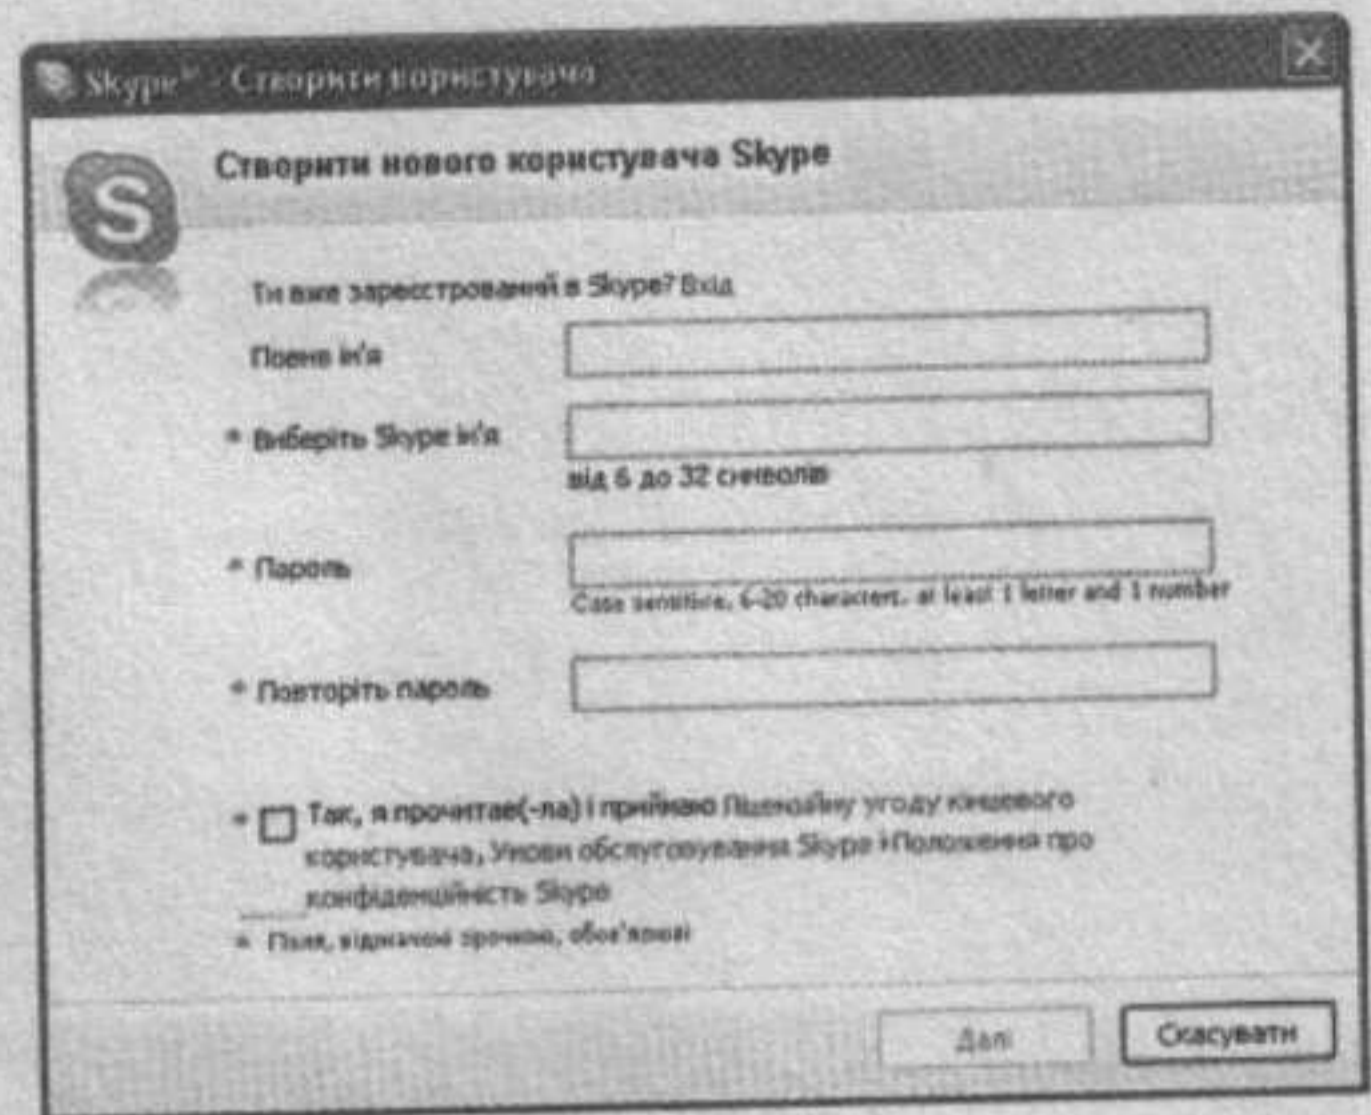 Skype™ - Створити користувача
Створити нового користувача Skype
Ти вже зареєстрований в Skype? Вхід
Повне ім'я
* Виберіть Skype ім'я
від 6 до 32 символів
* Пароль
Case sensitive, 6-20 characters, at least 1 letter and 1 number
* Повторіть пароль
* Так, я прочитав(-ла) і приймаю Ліцензійну угоду кінцевого
користувача, Умови обслуговування Skype і Положення про
конфіденційність Skype
* Поля, відмічені зірочкою, обов'язкові
Далі
Скасувати